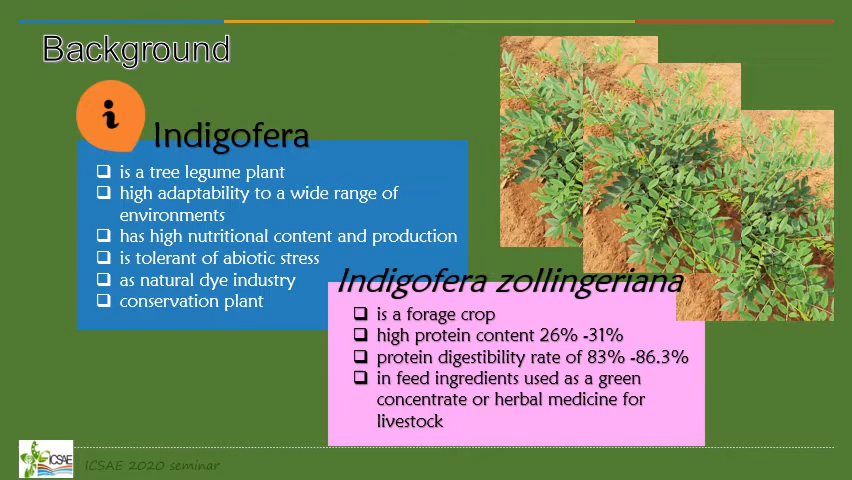 Background
i
Indigofera
❑ is a tree legume plant
❑ high adaptability to a wide range of
environments
❑ has high nutritional content and production
❑ is tolerant of abiotic stress
❑ as natural dye industry
❑ conservation plant
Indigofera zollingeriana
❑ is a forage crop
❑ high protein content 26% -31%
❑ protein digestibility rate of 83% -86.3%
❑ in feed ingredients used as a green
concentrate or herbal medicine for
livestock
ICSAE
ICSAE 2020 seminar